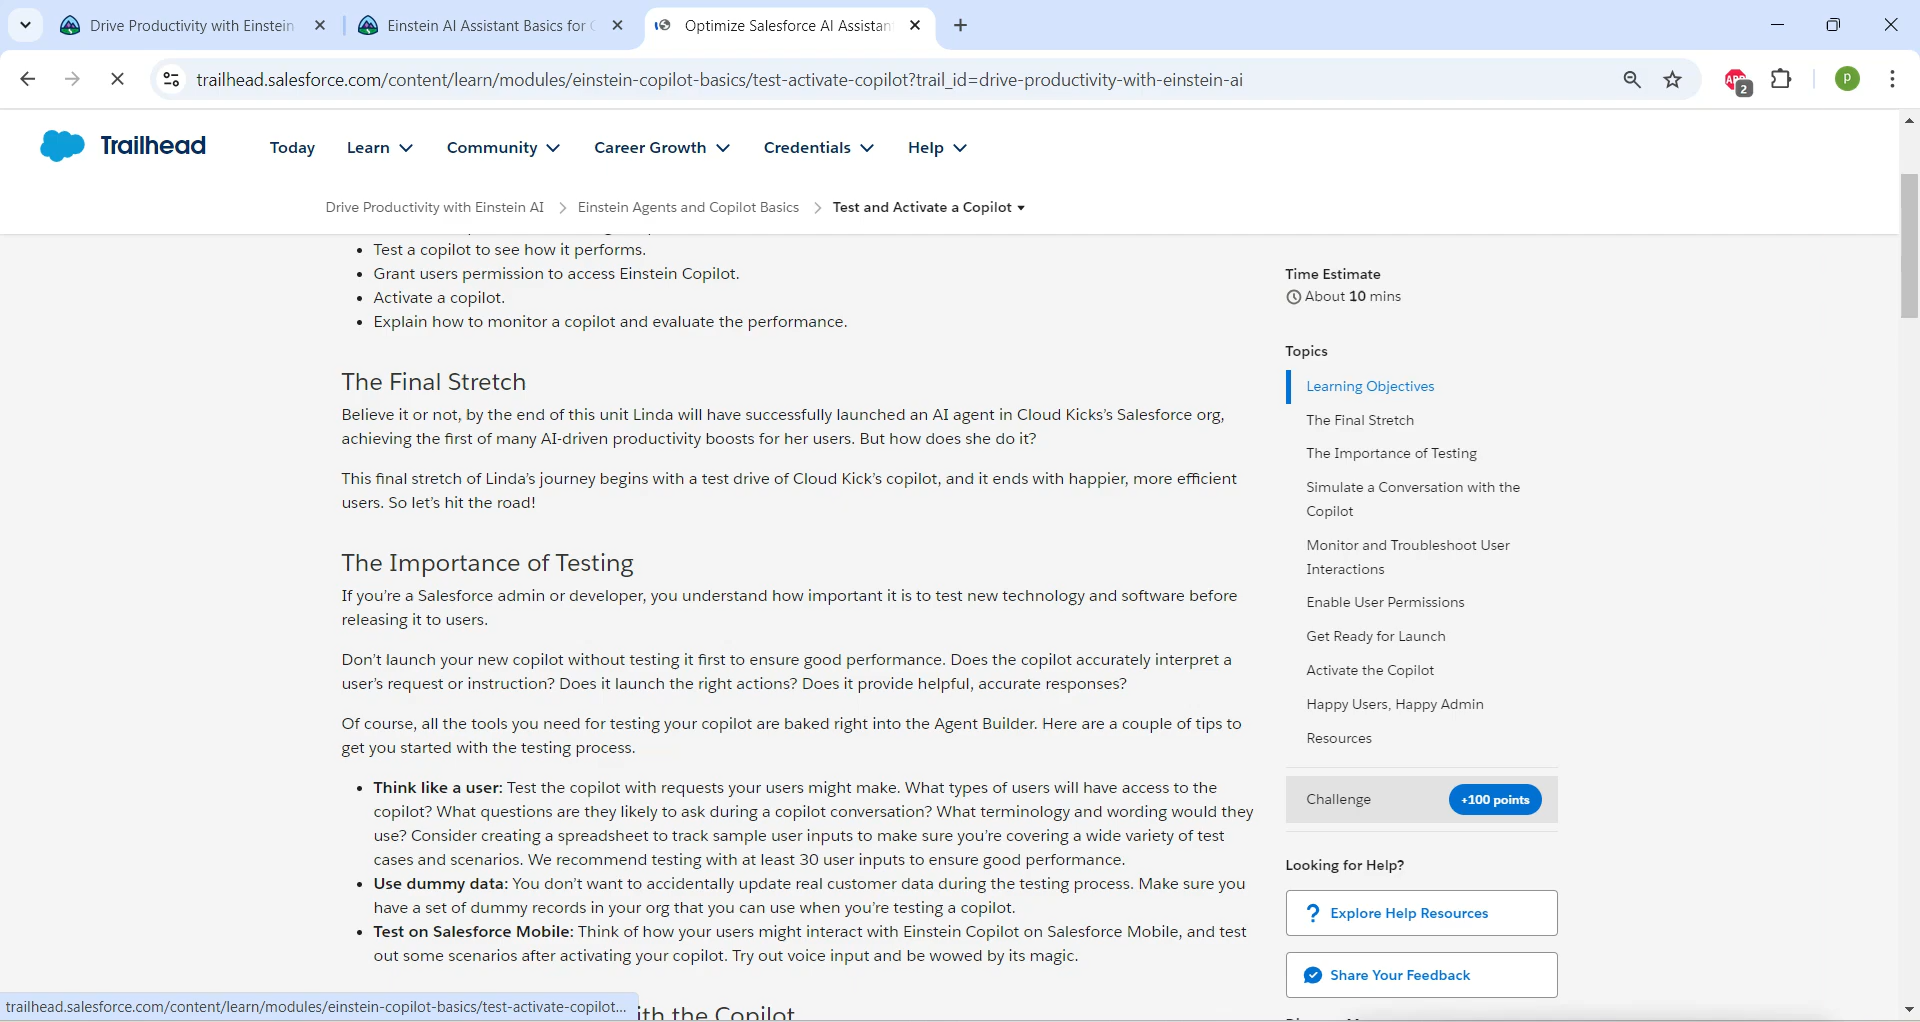 Drive Productivity with Einstein
Einstein AI Assistant Basics for
Optimize Salesforce AI Assistan
trailhead.salesforce.com/content/learn/modules/einstein-copilot-basics/test-activate-copilot?trail_id=drive-productivity-with-einstein-ai
ABP
2
P
Trailhead
Today
Learn
Community
Career Growth
Credentials
Help
Drive Productivity with Einstein AI
Einstein Agents and Copilot Basics
Test and Activate a Copilot
• Test a copilot to see how it performs.
• Grant users permission to access Einstein Copilot.
• Activate a copilot.
• Explain how to monitor a copilot and evaluate the performance.
The Final Stretch
Believe it or not, by the end of this unit Linda will have successfully launched an AI agent in Cloud Kicks's Salesforce org,
achieving the first of many AI-driven productivity boosts for her users. But how does she do it?
This final stretch of Linda's journey begins with a test drive of Cloud Kick's copilot, and it ends with happier, more efficient
users. So let's hit the road!
The Importance of Testing
If you're a Salesforce admin or developer, you understand how important it is to test new technology and software before
releasing it to users.
Don't launch your new copilot without testing it first to ensure good performance. Does the copilot accurately interpret a
user's request or instruction? Does it launch the right actions? Does it provide helpful, accurate responses?
Of course, all the tools you need for testing your copilot are baked right into the Agent Builder. Here are a couple of tips to
get you started with the testing process.
• Think like a user: Test the copilot with requests your users might make. What types of users will have access to the
copilot? What questions are they likely to ask during a copilot conversation? What terminology and wording would they
use? Consider creating a spreadsheet to track sample user inputs to make sure you're covering a wide variety of test
cases and scenarios. We recommend testing with at least 30 user inputs to ensure good performance.
• Use dummy data: You don't want to accidentally update real customer data during the testing process. Make sure you
have a set of dummy records in your org that you can use when you're testing a copilot.
• Test on Salesforce Mobile: Think of how your users might interact with Einstein Copilot on Salesforce Mobile, and test
out some scenarios after activating your copilot. Try out voice input and be wowed by its magic.
ith the Copilot
Time Estimate
About 10 mins
Topics
Learning Objectives
The Final Stretch
The Importance of Testing
Simulate a Conversation with the
Copilot
Monitor and Troubleshoot User
Interactions
Enable User Permissions
Get Ready for Launch
Activate the Copilot
Happy Users, Happy Admin
Resources
Challenge
+100 points
Looking for Help?
Explore Help Resources
Share Your Feedback
trailhead.salesforce.com/content/learn/modules/einstein-copilot-basics/test-activate-copilot...